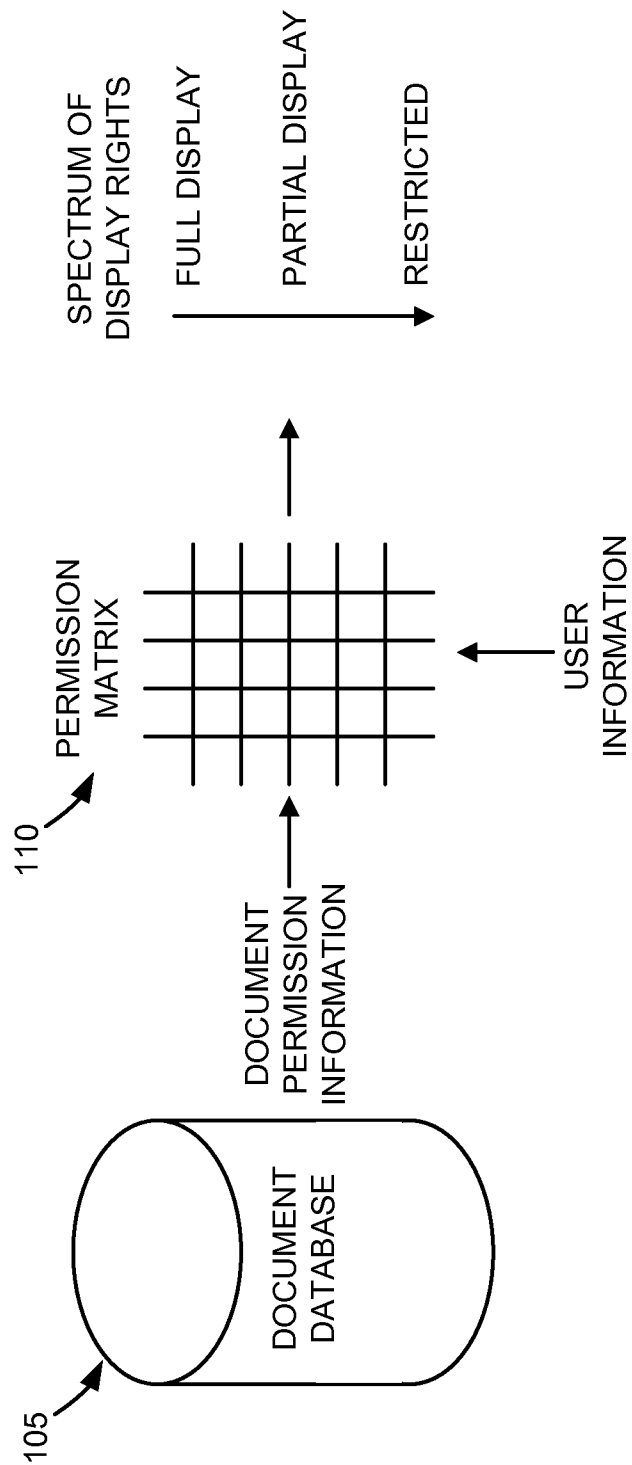 105
DOCUMENT
DATABASE
DOCUMENT
PERMISSION
INFORMATION
110
PERMISSION
MATRIX
USER
INFORMATION
SPECTRUM OF
DISPLAY RIGHTS
FULL DISPLAY
PARTIAL DISPLAY
RESTRICTED